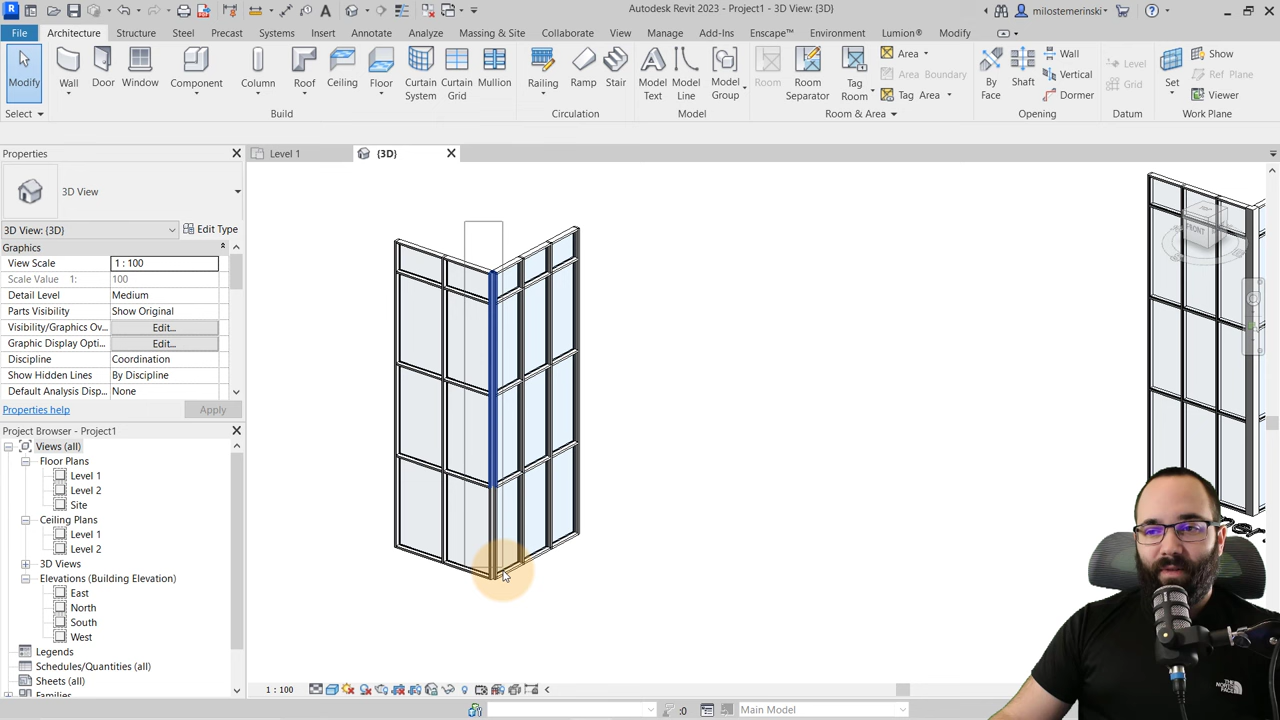 Autodesk Revit 2023 - Project1 - 3D View: {3D}
milostemerinski
File Architecture Structure Steel Precast Systems Insert Annotate Analyze Massing & Site Collaborate View Manage Add-Ins Enscape™ Environment Lumion® Modify
Modify
Wall
Door
Window
Component
Column
Roof
Ceiling
Floor
Curtain
System
Curtain
Grid
Mullion
Railing
Ramp
Stair
Model
Text
Model
Line
Model
Group
Room
Room
Separator
Tag
Room
Area
Area Boundary
Tag Area
By
Face
Shaft
Wall
Vertical
Dormer
Level
Grid
Set
Show
Ref Plane
Viewer
Select
Build
Circulation
Model
Room & Area
Opening
Datum
Work Plane
Properties
3D View
3D View: {3D}
Edit Type
Graphics
View Scale 1 : 100
Scale Value 1: 100
Detail Level Medium
Parts Visibility Show Original
Visibility/Graphics Ov... Edit...
Graphic Display Opti... Edit...
Discipline Coordination
Show Hidden Lines By Discipline
Default Analysis Disp... None
Properties help
Apply
Project Browser - Project1
Views (all)
Floor Plans
Level 1
Level 2
Site
Ceiling Plans
Level 1
Level 2
3D Views
Elevations (Building Elevation)
East
North
South
West
Legends
Schedules/Quantities (all)
Sheets (all)
Families
Level 1
{3D}
FRONT
1 : 100
:0
Main Model
THE
NORTH
FACE